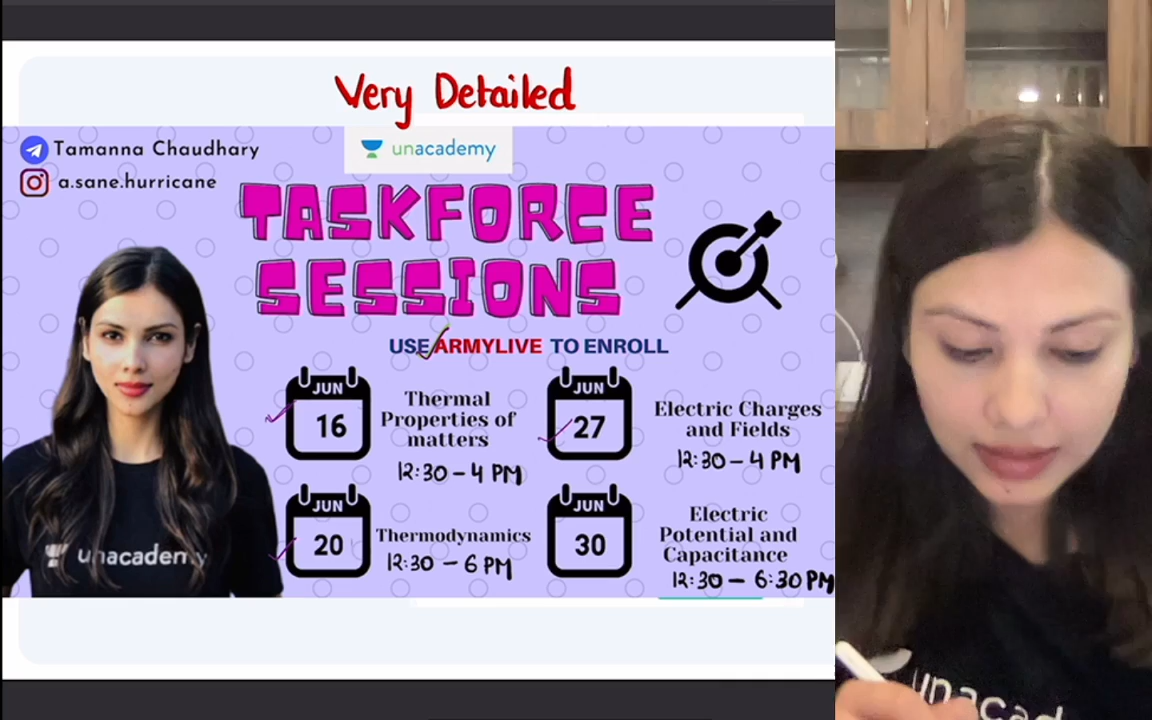 Very Detailed
Tamanna Chaudhary
a.sane.hurricane
unacademy
TASKFORCE
SESSIONS
USE ARMYLIVE TO ENROLL
JUN
16
Thermal
Properties of
matters
12:30 – 4 PM
JUN
27
Electric Charges
and Fields
12:30 – 4 PM
JUN
20
Thermodynamics
12:30 – 6 PM
JUN
30
Electric
Potential and
Capacitance
12:30 – 6:30 PM
unacademy
unacad